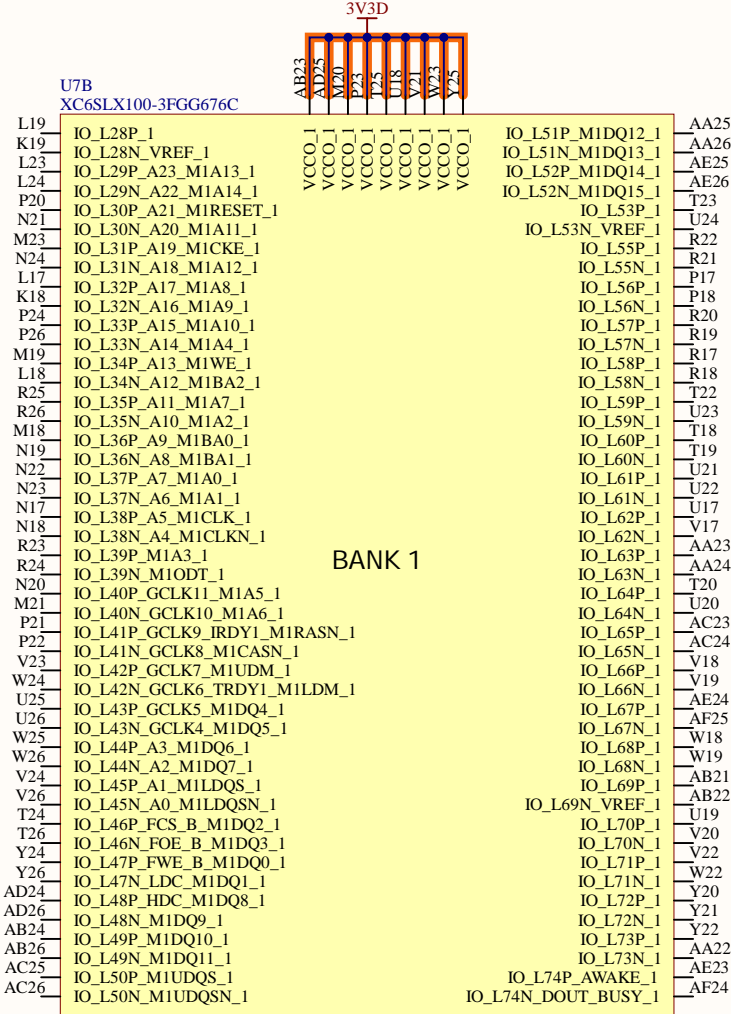 3V3D
AB23 AD25 M20 P23 T25 U18 V21 W23 Y25
U7B
XC6SLX100-3FGG676C
VCCO_1 VCCO_1 VCCO_1 VCCO_1 VCCO_1 VCCO_1 VCCO_1 VCCO_1 VCCO_1
L19 IO_L28P_1 IO_L51P_M1DQ12_1 AA25
K19 IO_L28N_VREF_1 IO_L51N_M1DQ13_1 AA26
L23 IO_L29P_A23_M1A13_1 IO_L52P_M1DQ14_1 AE25
L24 IO_L29N_A22_M1A14_1 IO_L52N_M1DQ15_1 AE26
P20 IO_L30P_A21_M1RESET_1 IO_L53P_1 T23
N21 IO_L30N_A20_M1A11_1 IO_L53N_VREF_1 U24
M23 IO_L31P_A19_M1CKE_1 IO_L55P_1 R22
N24 IO_L31N_A18_M1A12_1 IO_L55N_1 R21
L17 IO_L32P_A17_M1A8_1 IO_L56P_1 P17
K18 IO_L32N_A16_M1A9_1 IO_L56N_1 P18
P24 IO_L33P_A15_M1A10_1 IO_L57P_1 R20
P26 IO_L33N_A14_M1A4_1 IO_L57N_1 R19
M19 IO_L34P_A13_M1WE_1 IO_L58P_1 R17
L18 IO_L34N_A12_M1BA2_1 IO_L58N_1 R18
R25 IO_L35P_A11_M1A7_1 IO_L59P_1 T22
R26 IO_L35N_A10_M1A2_1 IO_L59N_1 U23
M18 IO_L36P_A9_M1BA0_1 IO_L60P_1 T18
N19 IO_L36N_A8_M1BA1_1 IO_L60N_1 T19
N22 IO_L37P_A7_M1A0_1 IO_L61P_1 U21
N23 IO_L37N_A6_M1A1_1 IO_L61N_1 U22
N17 IO_L38P_A5_M1CLK_1 IO_L62P_1 U17
N18 IO_L38N_A4_M1CLKN_1 IO_L62N_1 V17
R23 IO_L39P_M1A3_1 IO_L63P_1 AA23
BANK 1
R24 IO_L39N_M1ODT_1 IO_L63N_1 AA24
N20 IO_L40P_GCLK11_M1A5_1 IO_L64P_1 T20
M21 IO_L40N_GCLK10_M1A6_1 IO_L64N_1 U20
P21 IO_L41P_GCLK9_IRDY1_M1RASN_1 IO_L65P_1 AC23
P22 IO_L41N_GCLK8_M1CASN_1 IO_L65N_1 AC24
V23 IO_L42P_GCLK7_M1UDM_1 IO_L66P_1 V18
W24 IO_L42N_GCLK6_TRDY1_M1LDM_1 IO_L66N_1 V19
U25 IO_L43P_GCLK5_M1DQ4_1 IO_L67P_1 AE24
U26 IO_L43N_GCLK4_M1DQ5_1 IO_L67N_1 AF25
W25 IO_L44P_A3_M1DQ6_1 IO_L68P_1 W18
W26 IO_L44N_A2_M1DQ7_1 IO_L68N_1 W19
V24 IO_L45P_A1_M1LDQS_1 IO_L69P_1 AB21
V26 IO_L45N_A0_M1LDQSN_1 IO_L69N_VREF_1 AB22
T24 IO_L46P_FCS_B_M1DQ2_1 IO_L70P_1 U19
T26 IO_L46N_FOE_B_M1DQ3_1 IO_L70N_1 V20
Y24 IO_L47P_FWE_B_M1DQ0_1 IO_L71P_1 V22
Y26 IO_L47N_LDC_M1DQ1_1 IO_L71N_1 W22
AD24 IO_L48P_HDC_M1DQ8_1 IO_L72P_1 Y20
AD26 IO_L48N_M1DQ9_1 IO_L72N_1 Y21
AB24 IO_L49P_M1DQ10_1 IO_L73P_1 Y22
AB26 IO_L49N_M1DQ11_1 IO_L73N_1 AA22
AC25 IO_L50P_M1UDQS_1 IO_L74P_AWAKE_1 AE23
AC26 IO_L50N_M1UDQSN_1 IO_L74N_DOUT_BUSY_1 AF24